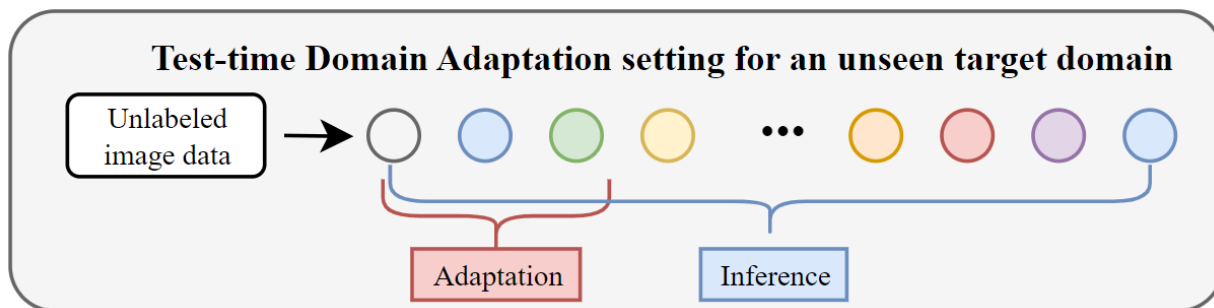 Test-time Domain Adaptation setting for an unseen target domain
Unlabeled
image data
...
Adaptation
Inference